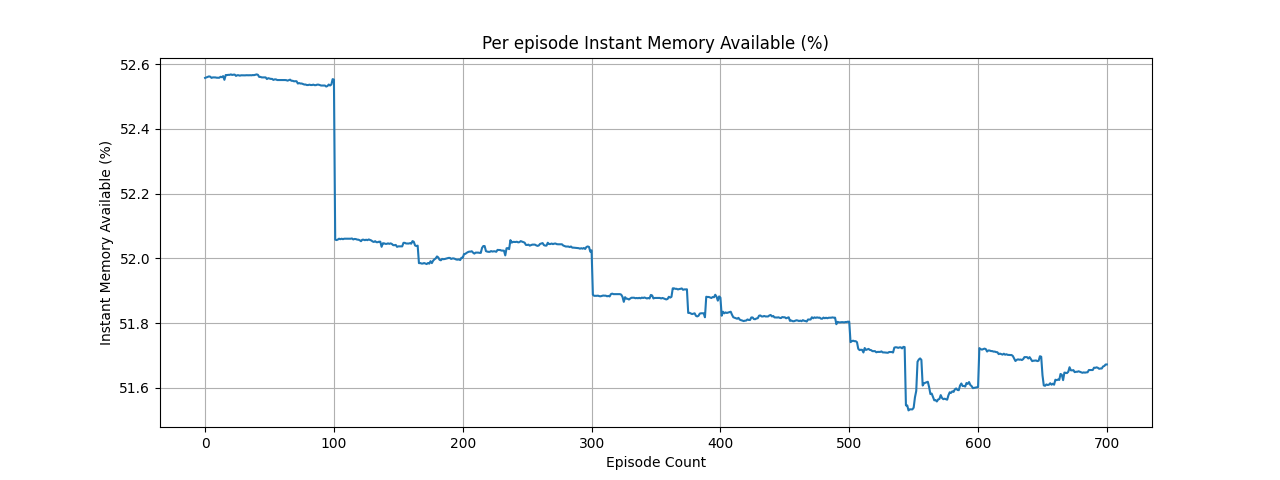 Per episode Instant Memory Available (%)
52.6
52.4
52.2
52.0
51.8
51.6
Instant Memory Available (%)
0 100 200 300 400 500 600 700
Episode Count